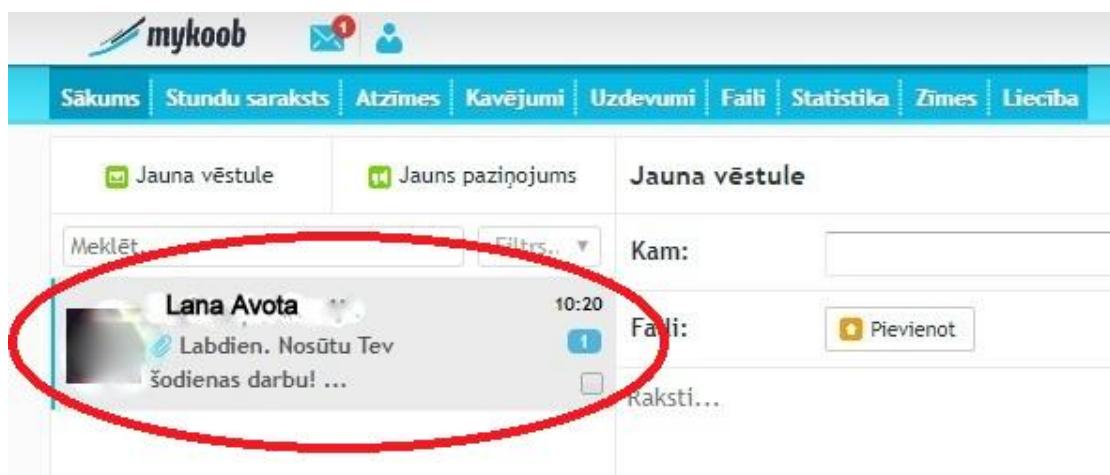 mykoob
1
Sākums Stundu saraksts Atzīmes Kavējumi Uzdevumi Faili Statistika Zīmes Liecība
Jauna vēstule Jauns paziņojums Jauna vēstule
Meklēt... Filtrs.. Kam:
Lana Avota 10:20
Faili: Pievienot
Labdien. Nosūtu Tev 1
šodienas darbu! ...
Raksti...